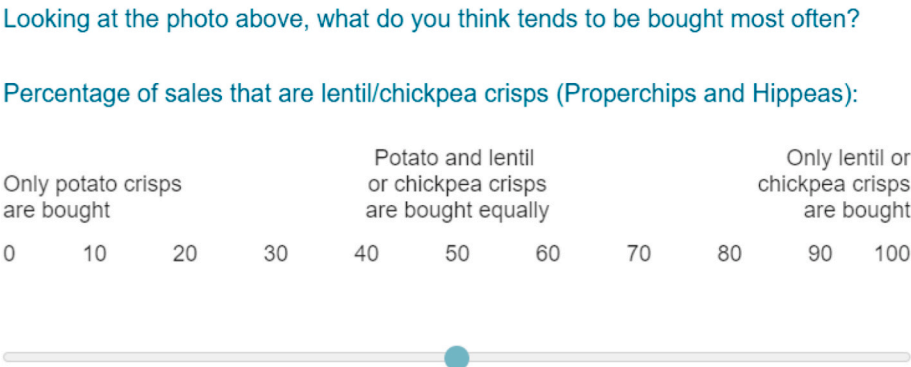 Looking at the photo above, what do you think tends to be bought most often?
Percentage of sales that are lentil/chickpea crisps (Properchips and Hippeas):
Only potato crisps
are bought
Potato and lentil
or chickpea crisps
are bought equally
Only lentil or
chickpea crisps
are bought
0 10 20 30 40 50 60 70 80 90 100